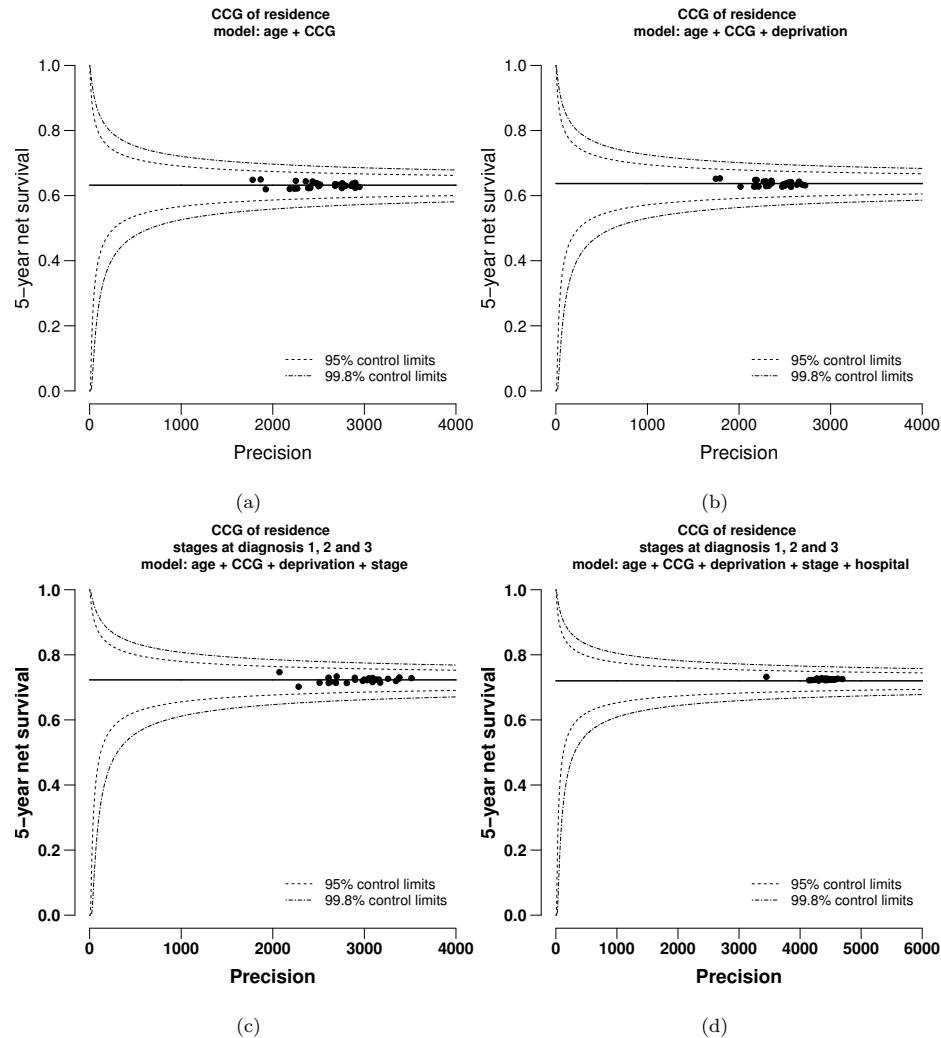 CCG of residence
model: age + CCG
5−year net survival
1.0
0.8
0.6
0.4
0.2
0.0
95% control limits
99.8% control limits
0 1000 2000 3000 4000
Precision
(a)
CCG of residence
model: age + CCG + deprivation
5−year net survival
1.0
0.8
0.6
0.4
0.2
0.0
95% control limits
99.8% control limits
0 1000 2000 3000 4000
Precision
(b)
CCG of residence
stages at diagnosis 1, 2 and 3
model: age + CCG + deprivation + stage
5−year net survival
1.0
0.8
0.6
0.4
0.2
0.0
95% control limits
99.8% control limits
0 1000 2000 3000 4000
Precision
(c)
CCG of residence
stages at diagnosis 1, 2 and 3
model: age + CCG + deprivation + stage + hospital
5−year net survival
1.0
0.8
0.6
0.4
0.2
0.0
95% control limits
99.8% control limits
0 1000 2000 3000 4000 5000 6000
Precision
(d)